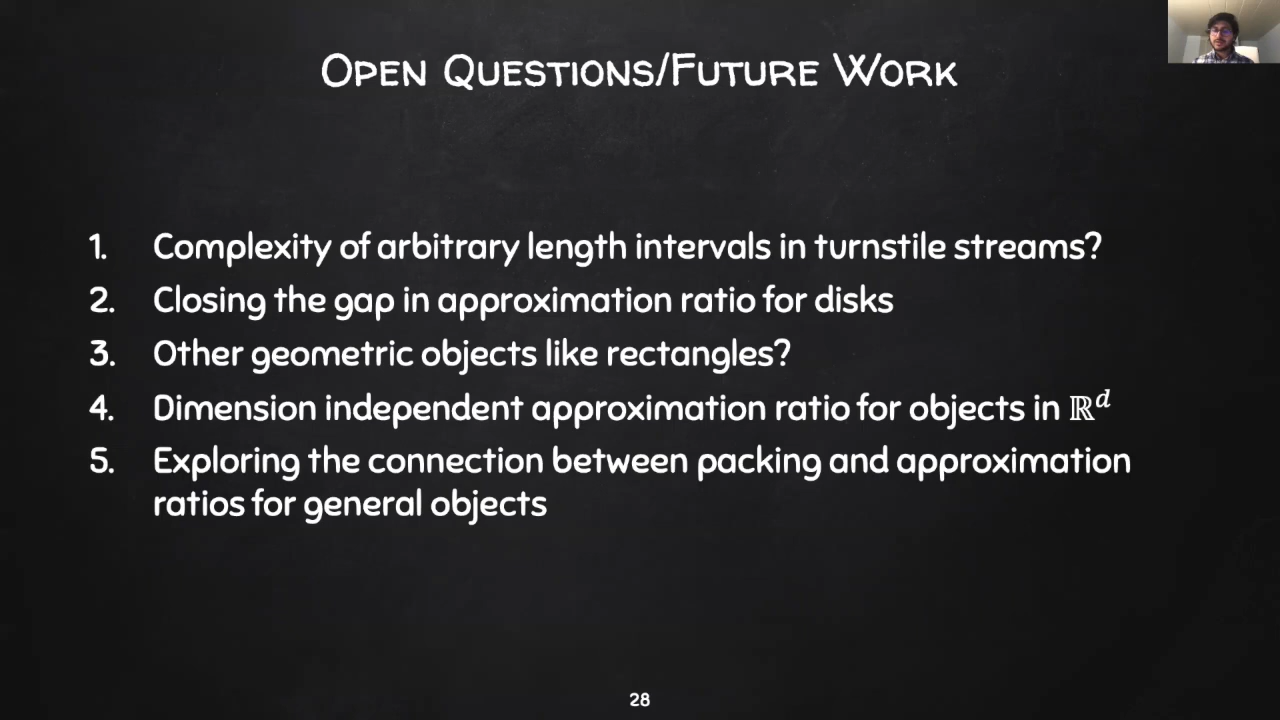 Open Questions/Future Work
1. Complexity of arbitrary length intervals in turnstile streams?
2. Closing the gap in approximation ratio for disks
3. Other geometric objects like rectangles?
4. Dimension independent approximation ratio for objects in ℝ^d
5. Exploring the connection between packing and approximation
ratios for general objects
28